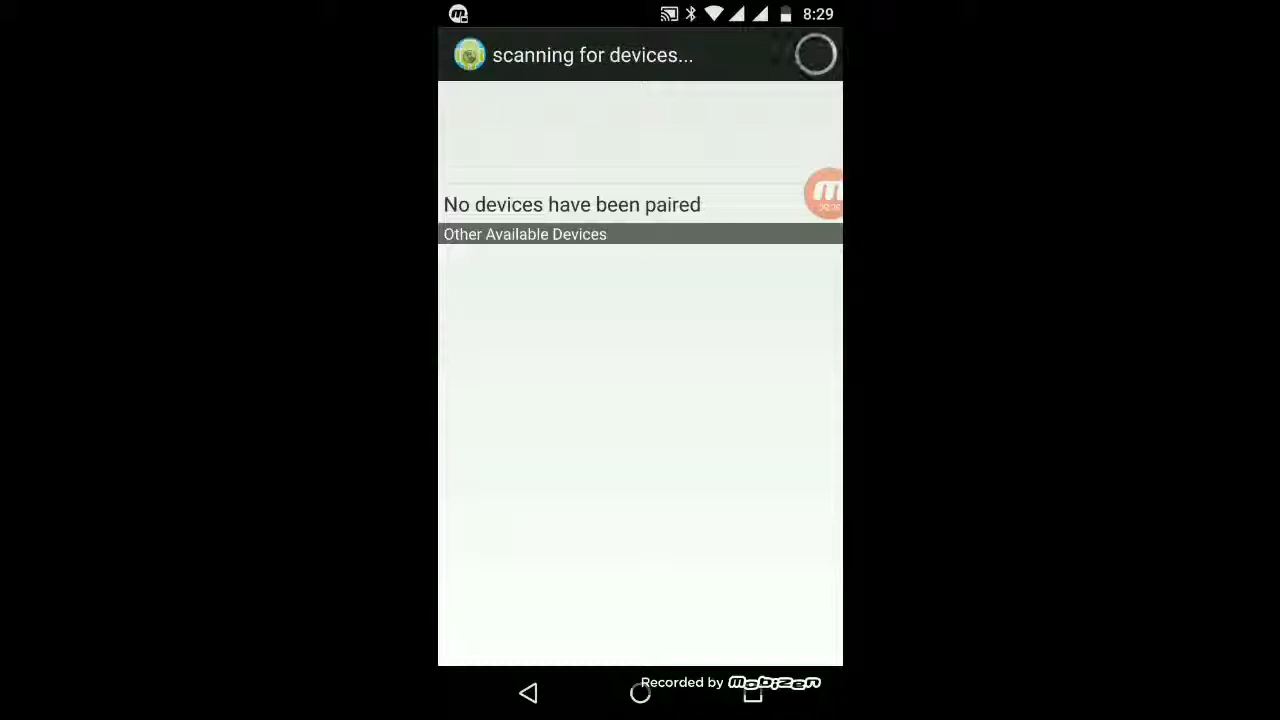 8:29
scanning for devices...
No devices have been paired
Other Available Devices
Recorded by mobizen